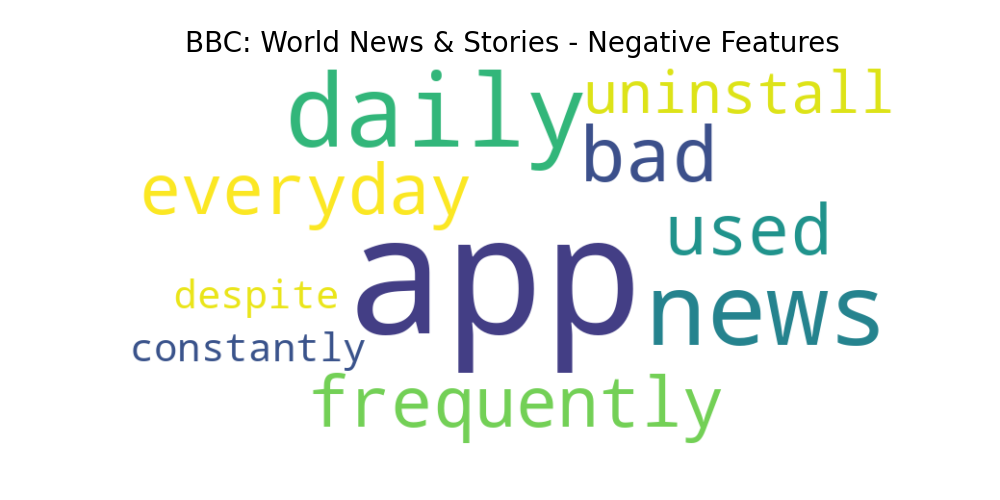 BBC: World News & Stories - Negative Features
daily
uninstall
bad
everyday
used
app
despite
news
constantly
frequently